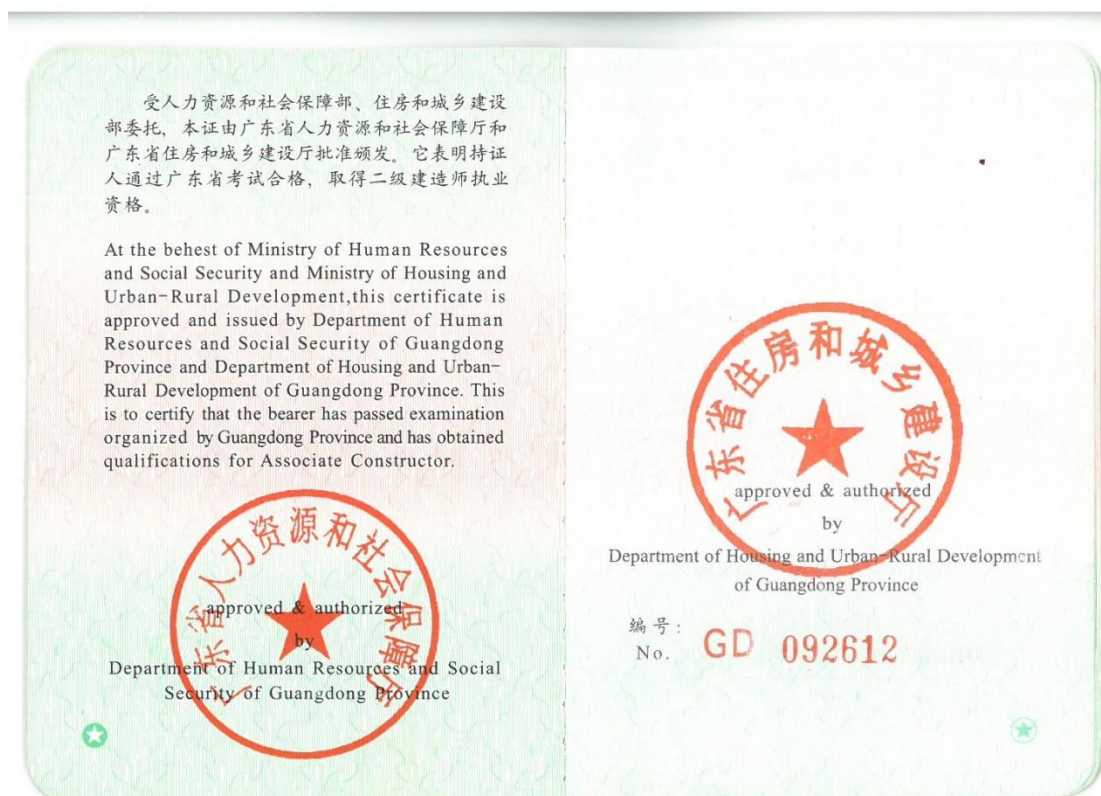 受人力资源和社会保障部、住房和城乡建设
部委托，本证由广东省人力资源和社会保障厅和
广东省住房和城乡建设厅批准颁发。它表明持证
人通过广东省考试合格，取得二级建造师执业
资格。
At the behest of Ministry of Human Resources
and Social Security and Ministry of Housing and
Urban-Rural Development,this certificate is
approved and issued by Department of Human
Resources and Social Security of Guangdong
Province and Department of Housing and Urban-
Rural Development of Guangdong Province. This
is to certify that the bearer has passed examination
organized by Guangdong Province and has obtained
qualifications for Associate Constructor.
广东省人力资源和社会保障厅
approved & authorized
by
Department of Human Resources and Social
Security of Guangdong Province
广东省住房和城乡建设厅
approved & authorized
by
Department of Housing and Urban-Rural Development
of Guangdong Province
编号：
No. GD 092612